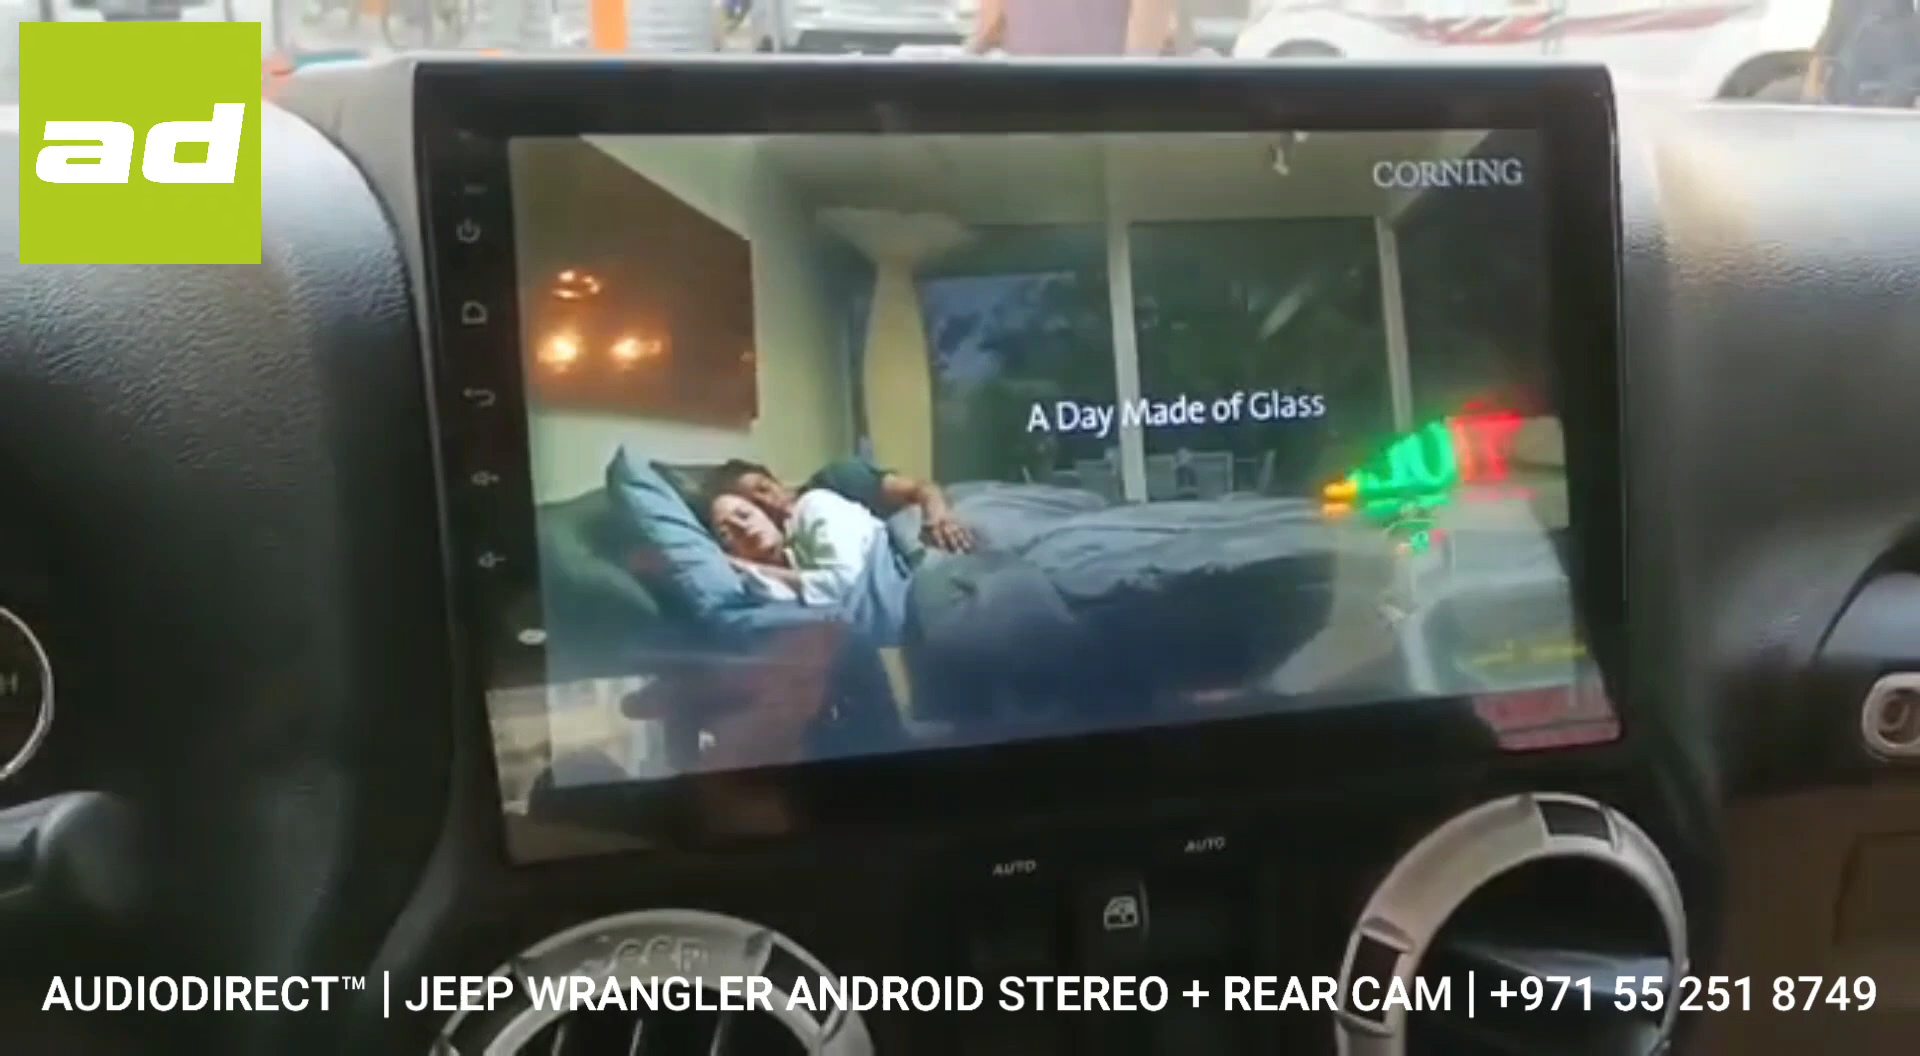 ad
CORNING
A Day Made of Glass
AUTO
AUTO
Jeep
AUDIODIRECT™ | JEEP WRANGLER ANDROID STEREO + REAR CAM | +971 55 251 8749